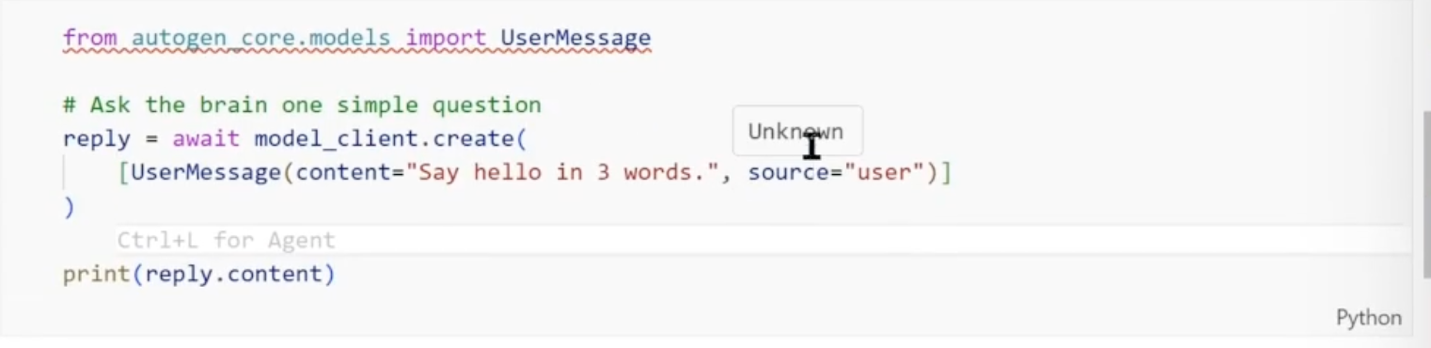 from autogen_core.models import UserMessage
# Ask the brain one simple question
reply = await model_client.create(
Unknown
[UserMessage(content="Say hello in 3 words.", source="user")]
)
Ctrl+L for Agent
print(reply.content)
Python